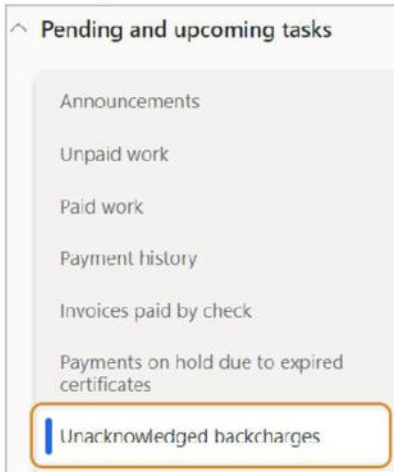 Pending and upcoming tasks
Announcements
Unpaid work
Paid work
Payment history
Invoices paid by check
Payments on hold due to expired
certificates
Unacknowledged backcharges